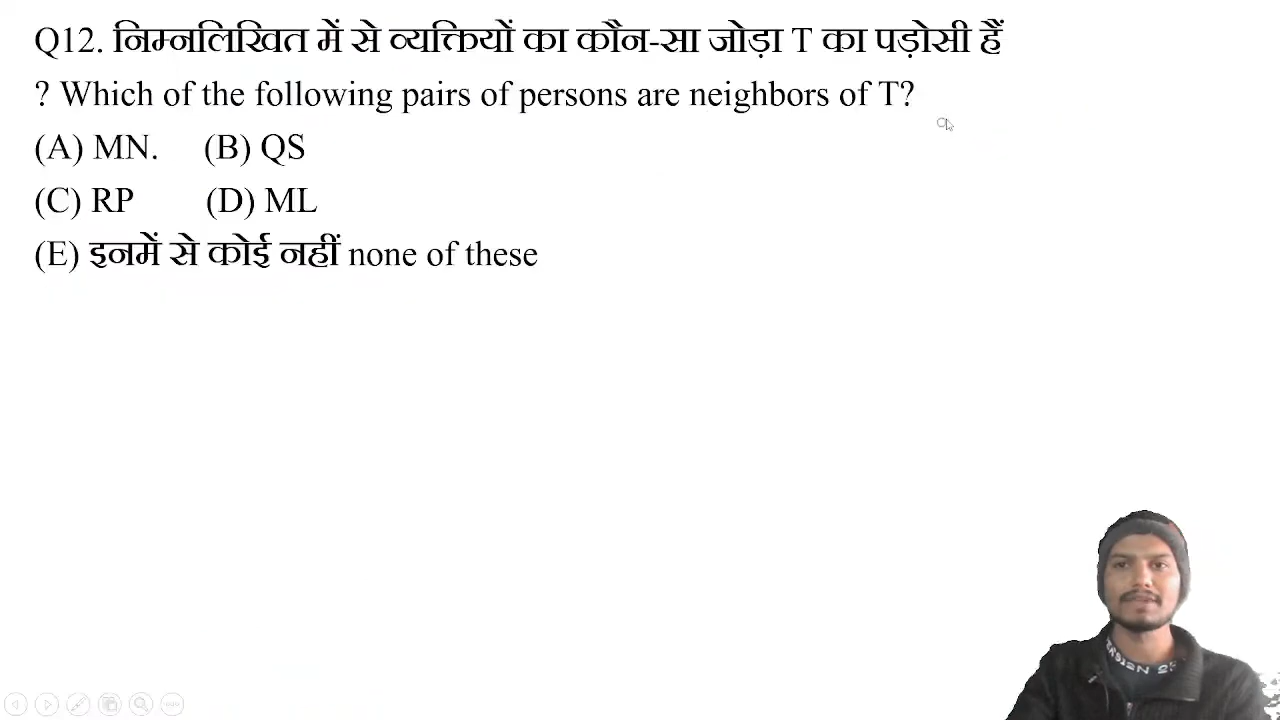 Q12. निम्नलिखित में से व्यक्तियों का कौन-सा जोड़ा T का पड़ोसी हैं
? Which of the following pairs of persons are neighbors of T?
(A) MN. (B) QS
(C) RP (D) ML
(E) इनमें से कोई नहीं none of these